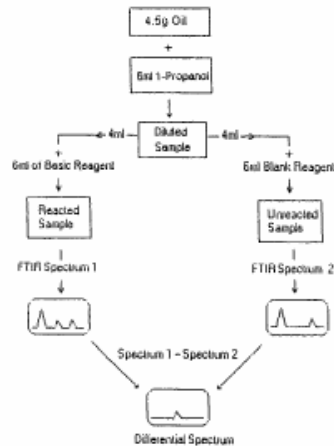 4.5g Oil
+
6ml 1-Propanol
4ml
Diluted
Sample
4ml
+
6ml of Basic Reagent
+
6ml Blank Reagent
Reacted
Sample
Unreacted
Sample
FTIR Spectrum 1
FTIR Spectrum 2
Spectrum 1 - Spectrum 2
Differential Spectrum